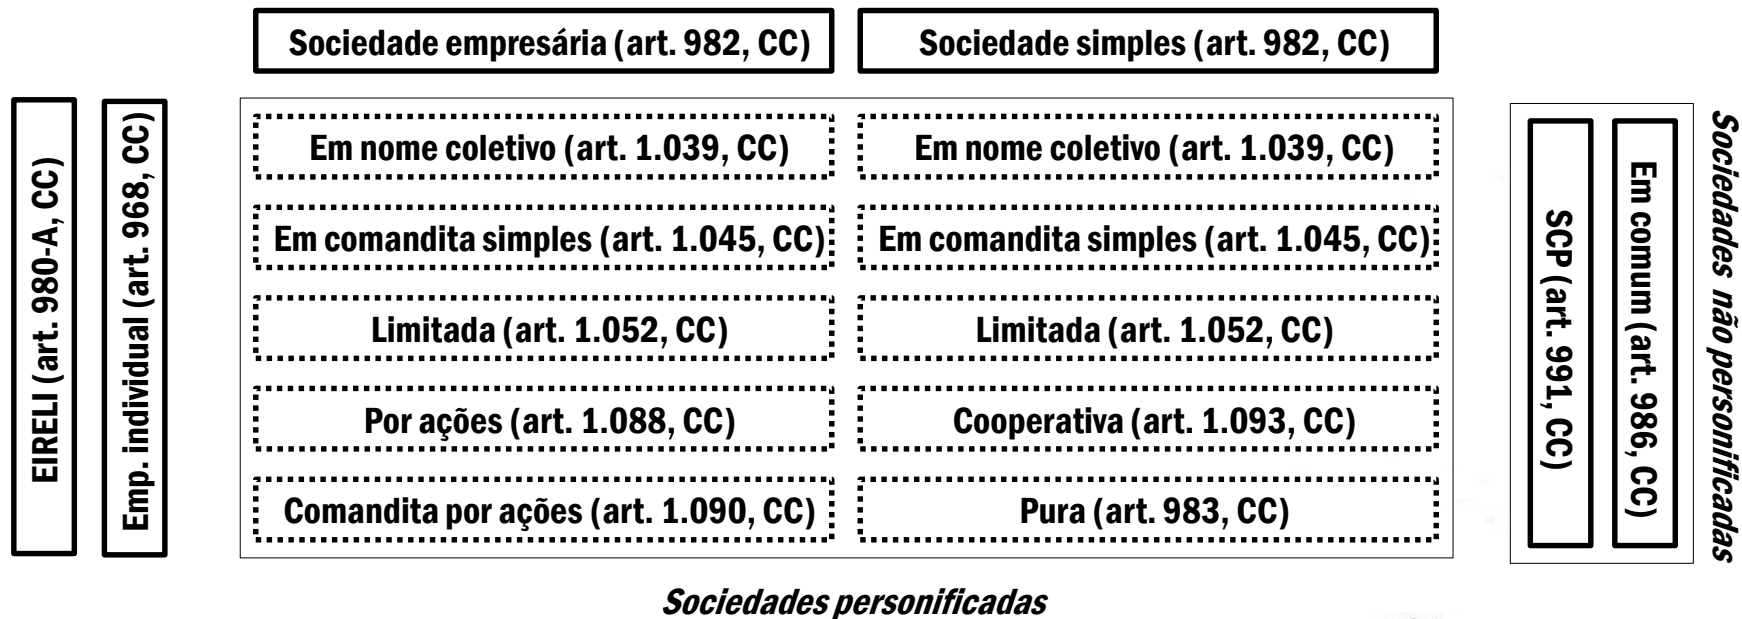 Sociedade empresária (art. 982, CC)
Sociedade simples (art. 982, CC)
EIRELI (art. 980-A, CC)
Emp. individual (art. 968, CC)
Em nome coletivo (art. 1.039, CC)
Em nome coletivo (art. 1.039, CC)
Em comandita simples (art. 1.045, CC)
Em comandita simples (art. 1.045, CC)
Limitada (art. 1.052, CC)
Limitada (art. 1.052, CC)
Por ações (art. 1.088, CC)
Cooperativa (art. 1.093, CC)
Comandita por ações (art. 1.090, CC)
Pura (art. 983, CC)
SCP (art. 991, CC)
Em comum (art. 986, CC)
Sociedades não personificadas
Sociedades personificadas